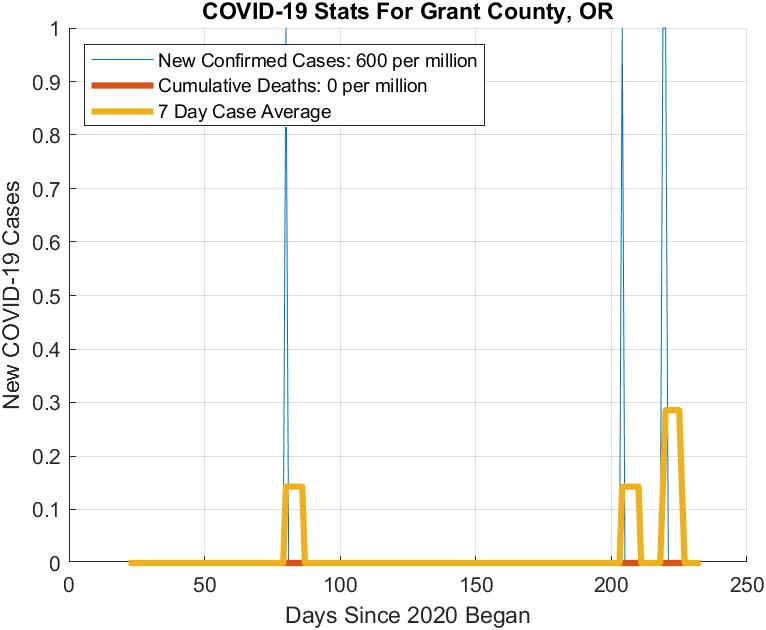 COVID-19 Stats For Grant County, OR
New COVID-19 Cases
1
0.9
0.8
0.7
0.6
0.5
0.4
0.3
0.2
0.1
0
New Confirmed Cases: 600 per million
Cumulative Deaths: 0 per million
7 Day Case Average
0 50 100 150 200 250
Days Since 2020 Began